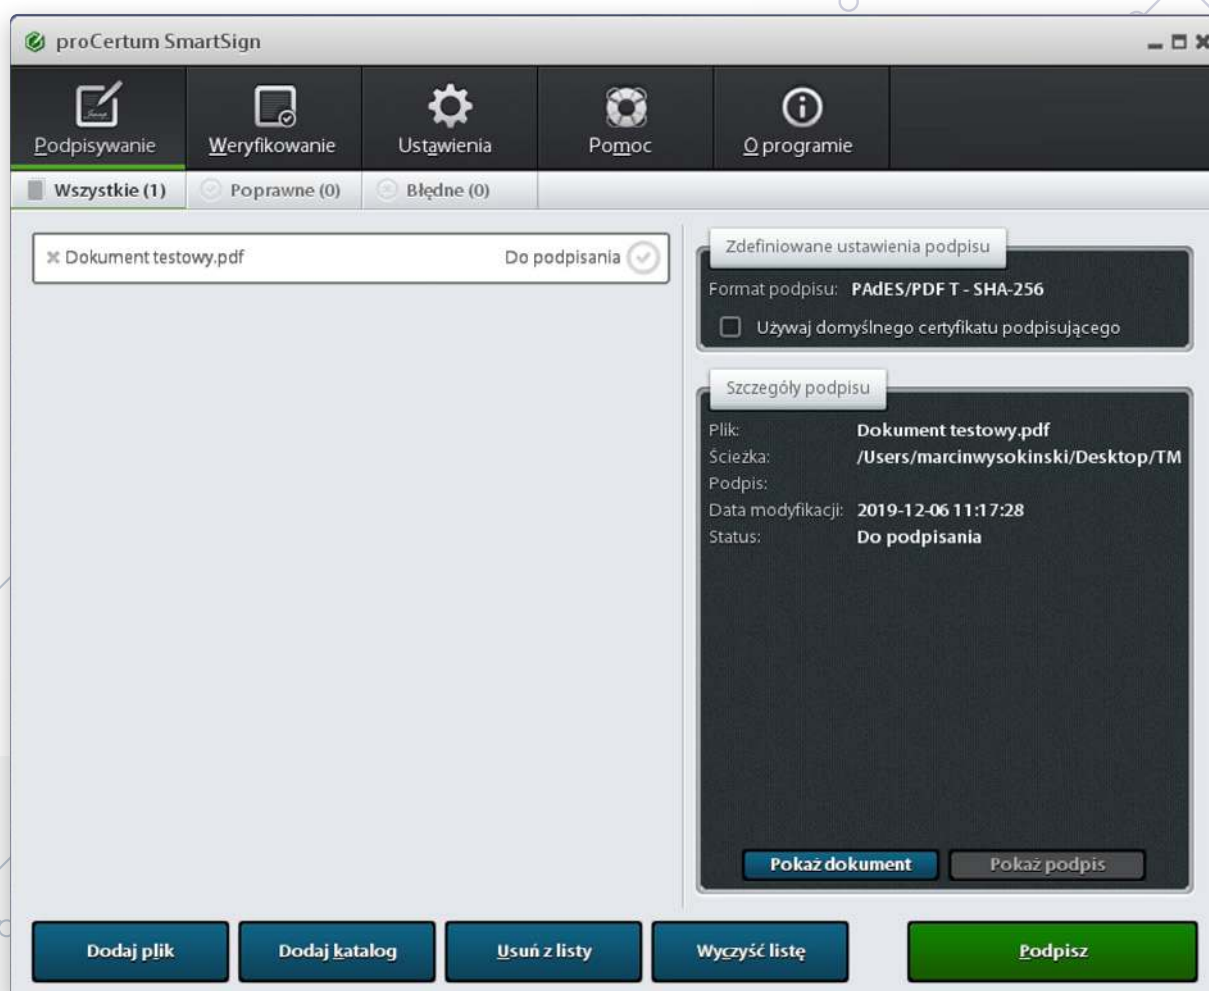 proCertum SmartSign
Podpisywanie
Weryfikowanie
Ustawienia
Pomoc
O programie
Wszystkie (1)
Poprawne (0)
Błędne (0)
Dokument testowy.pdf
Do podpisania
Zdefiniowane ustawienia podpisu
Format podpisu: PAdES/PDF T - SHA-256
Używaj domyślnego certyfikatu podpisującego
Szczegóły podpisu
Plik: Dokument testowy.pdf
Ścieżka: /Users/marcinwysokinski/Desktop/TM
Podpis:
Data modyfikacji: 2019-12-06 11:17:28
Status: Do podpisania
Pokaż dokument
Pokaż podpis
Dodaj plik
Dodaj katalog
Usuń z listy
Wyczyść listę
Podpisz